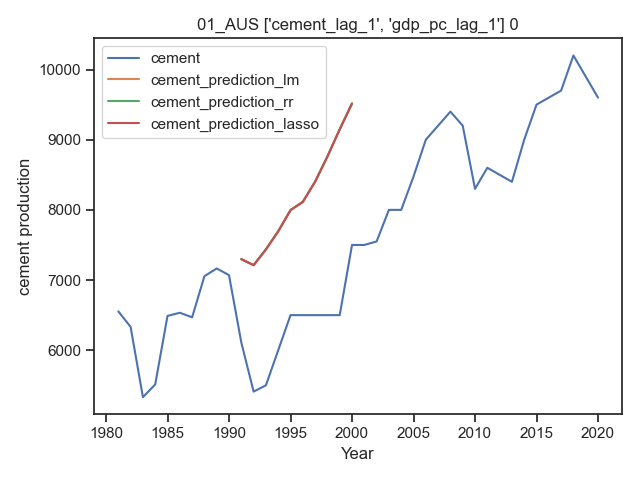 01_AUS ['cement_lag_1', 'gdp_pc_lag_1'] 0
cement
cement_prediction_lm
cement_prediction_rr
cement_prediction_lasso
cement production
10000
9000
8000
7000
6000
1980 1985 1990 1995 2000 2005 2010 2015 2020
Year